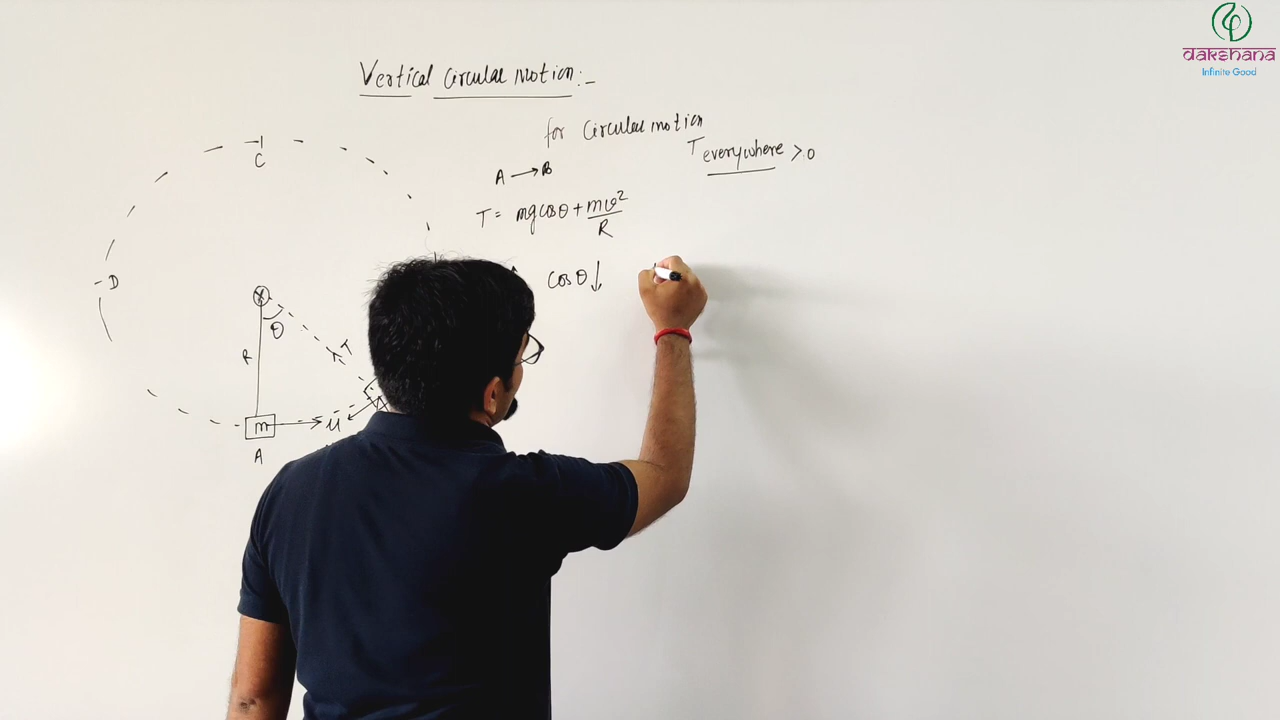 dakshana
Infinite Good
Vertical Circular Motion:-
for Circular motion
T everywhere >0
A → B
T = mgcosθ + mv²/R
cosθ↓,
C
D
θ
T
R
m
u
A